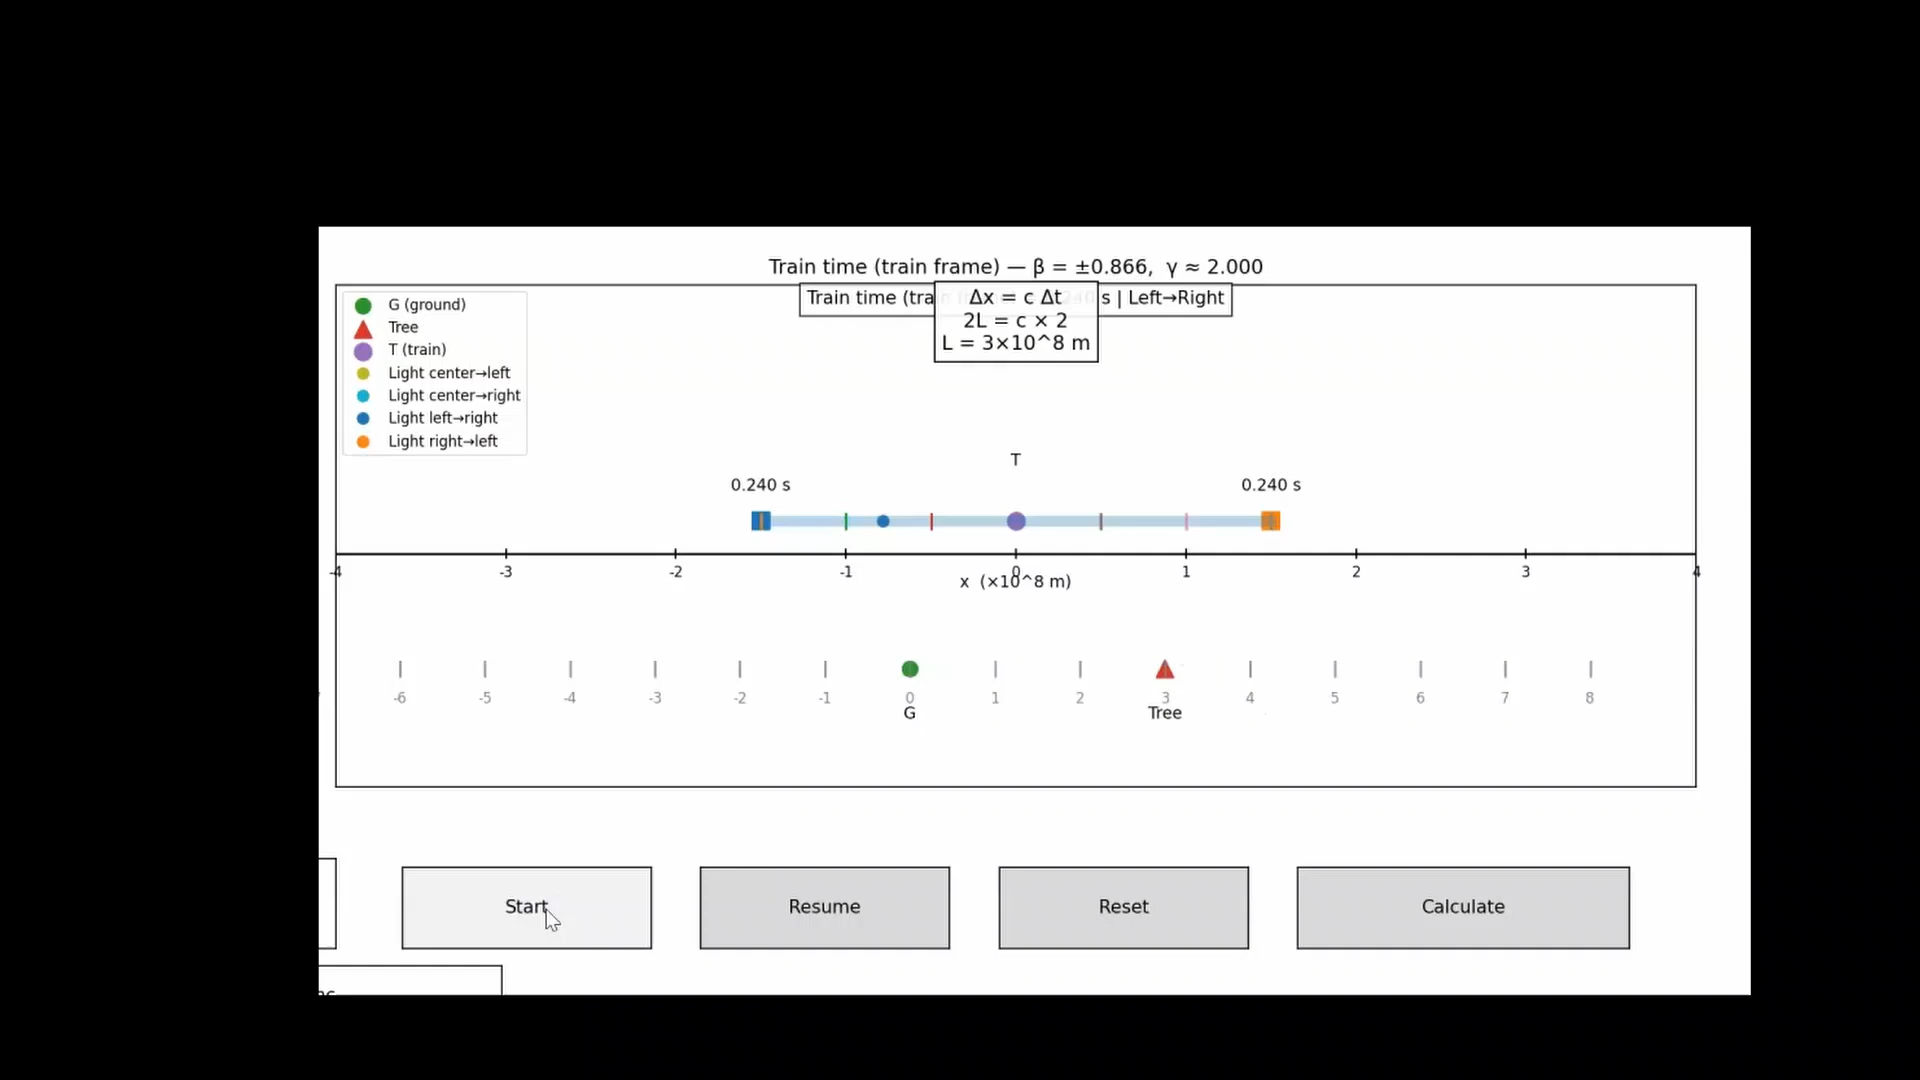 Train time (train frame) — β = ±0.866, γ ≈ 2.000
Train time (trai
s | Left→Right
Δx = c Δt
2L = c × 2
L = 3×10^8 m
G (ground)
Tree
T (train)
Light center→left
Light center→right
Light left→right
Light right→left
T
0.240 s 0.240 s
-4 -3 -2 -1 0 1 2 3 4
x (×10^8 m)
-6 -5 -4 -3 -2 -1 0 1 2 3 4 5 6 7 8
G Tree
Start Resume Reset Calculate